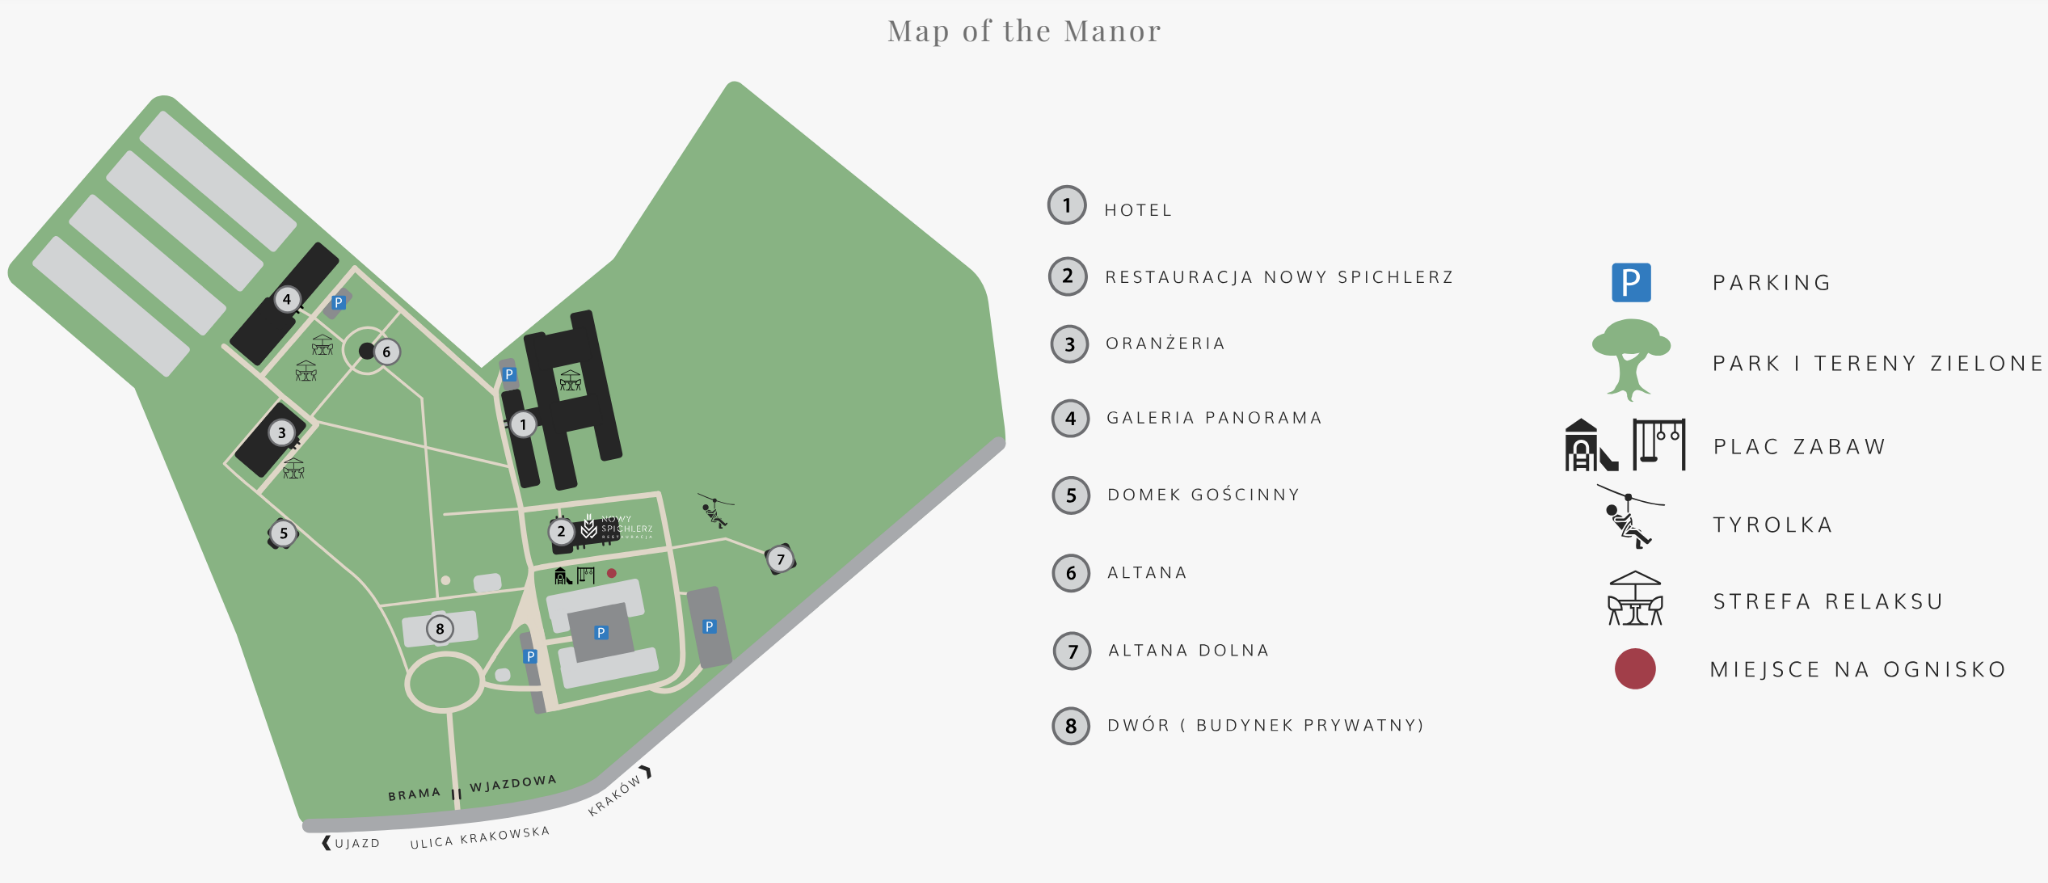 Map of the Manor
4
P
6
P
1
3
5
2
NOWY
SPICHLERZ
RESTAURACJA
7
8
P
P
P
BRAMA WJAZDOWA
KRAKÓW
UJAZD
ULICA KRAKOWSKA
1 HOTEL
2 RESTAURACJA NOWY SPICHLERZ
3 ORANŻERIA
4 GALERIA PANORAMA
5 DOMEK GOŚCINNY
6 ALTANA
7 ALTANA DOLNA
8 DWÓR ( BUDYNEK PRYWATNY)
P PARKING
PARK I TERENY ZIELONE
PLAC ZABAW
TYROLKA
STREFA RELAKSU
MIEJSCE NA OGNISKO